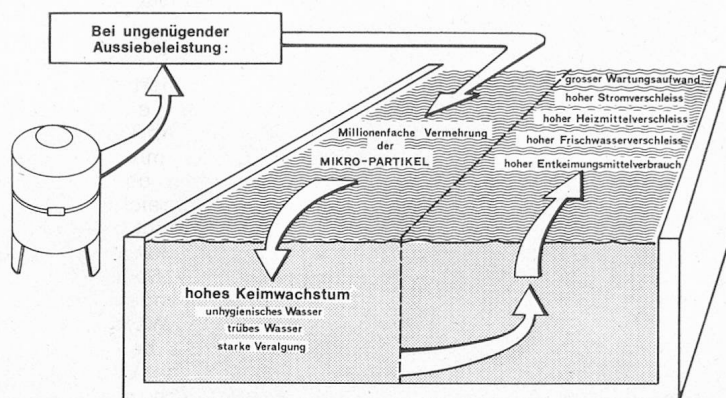 Bei ungenügender
Aussiebeleistung:
Millionenfache Vermehrung
der
MIKRO-PARTIKEL
grosser Wartungsaufwand
hoher Stromverschleiss
hoher Heizmittelverschleiss
hoher Frischwasserverschleiss
hoher Entkeimungsmittelverbrauch
hohes Keimwachstum
unhygienisches Wasser
trübes Wasser
starke Veralgung